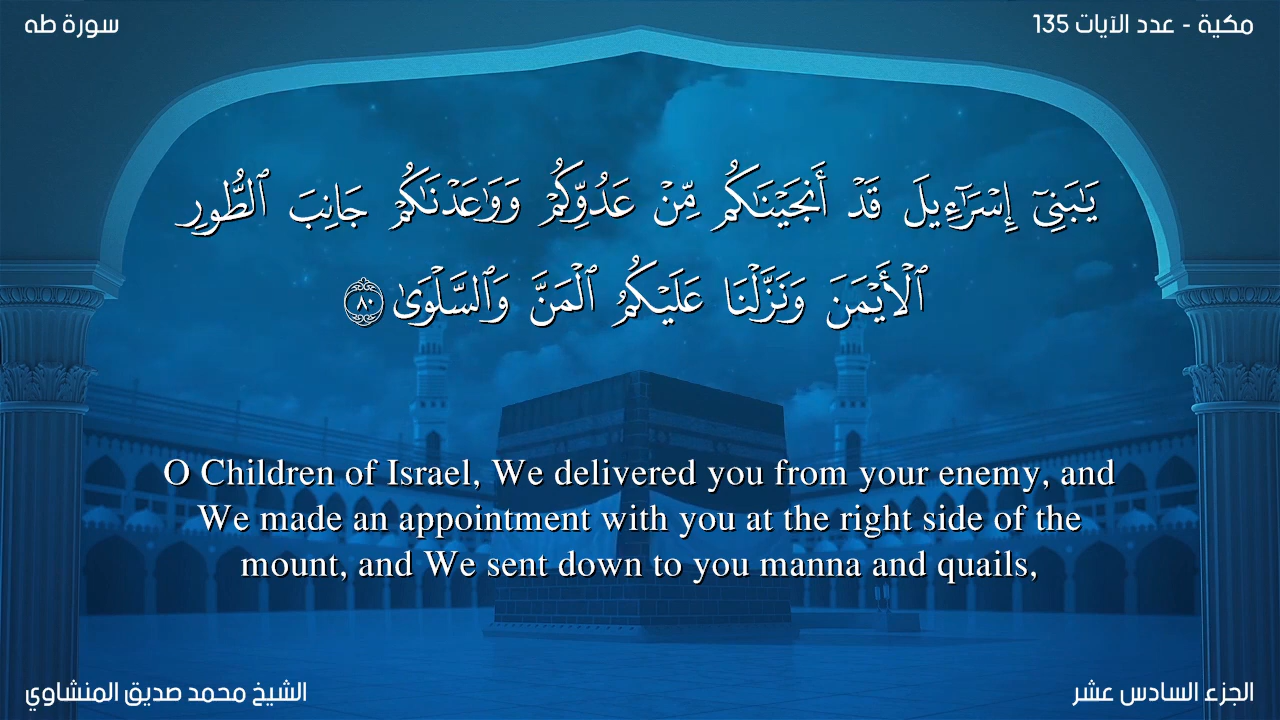 سورة طه
مكية - عدد الآيات 135
يَٰبَنِىٓ إِسْرَٰٓءِيلَ قَدْ أَنجَيْنَٰكُم مِّنْ عَدُوِّكُمْ وَوَٰعَدْنَٰكُمْ جَانِبَ ٱلطُّورِ
ٱلْأَيْمَنَ وَنَزَّلْنَا عَلَيْكُمُ ٱلْمَنَّ وَٱلسَّلْوَىٰ ٨٠
O Children of Israel, We delivered you from your enemy, and
We made an appointment with you at the right side of the
mount, and We sent down to you manna and quails,
الشيخ محمد صديق المنشاوي
الجزء السادس عشر